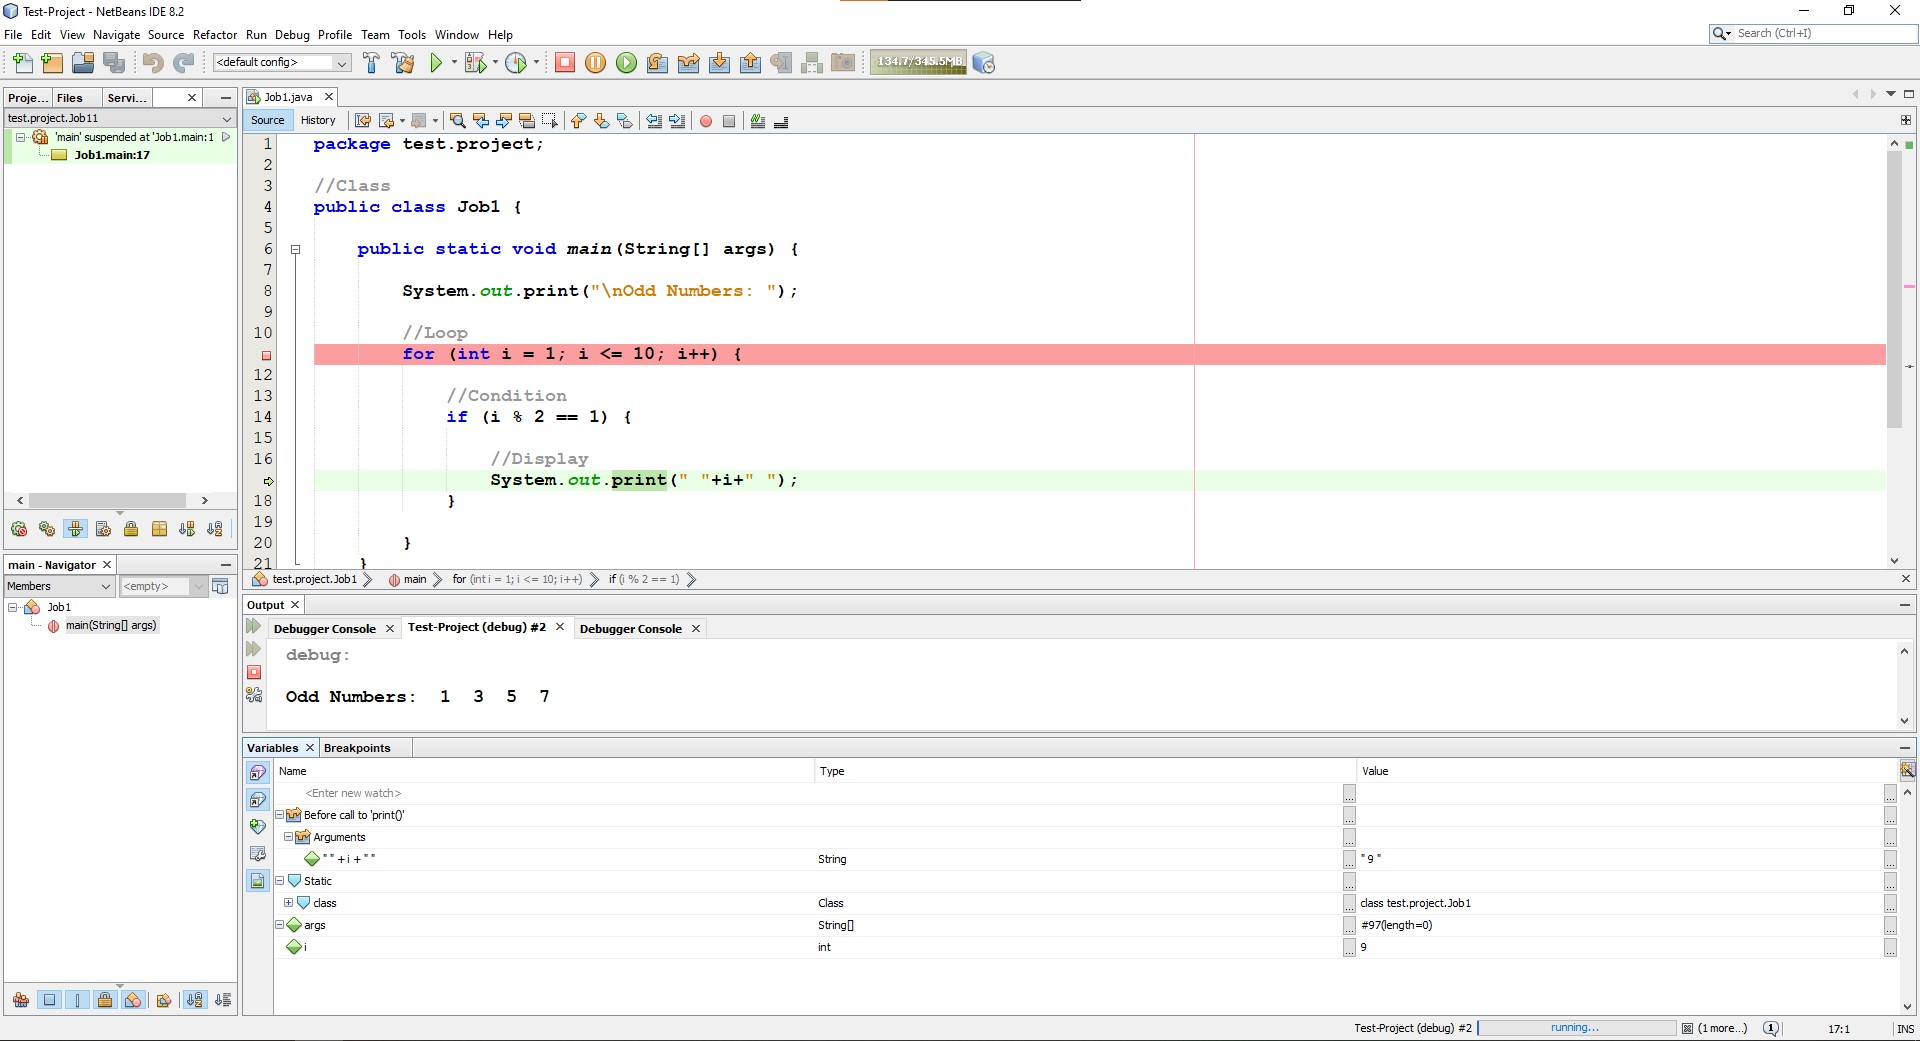 Test-Project - NetBeans IDE 8.2
File Edit View Navigate Source Refactor Run Debug Profile Team Tools Window Help
Search (Ctrl+I)
<default config>
134.7/345.5MB
Proje... Files Servi...
test.project.Job11
'main' suspended at 'Job1.main:1
Job1.main:17
Job1.java
Source History
1 package test.project;
2
3 //Class
4 public class Job1 {
5
6 public static void main(String[] args) {
7
8 System.out.print("\nOdd Numbers: ");
9
10 //Loop
for (int i = 1; i <= 10; i++) {
12
13 //Condition
14 if (i % 2 == 1) {
15
16 //Display
System.out.print(" "+i+" ");
18 }
19
20 }
21 }
test.project.Job1 main for (int i = 1; i <= 10; i++) if (i % 2 == 1)
main - Navigator
Members <empty>
Job1
main(String[] args)
Output
Debugger Console Test-Project (debug) #2 Debugger Console
debug:
Odd Numbers: 1 3 5 7
Variables Breakpoints
Name Type Value
<Enter new watch>
Before call to 'print()'
Arguments
" " + i + " " String " 9 "
Static
class Class class test.project.Job1
args String[] #97(length=0)
i int 9
Test-Project (debug) #2 running... (1 more...) 1 17:1 INS